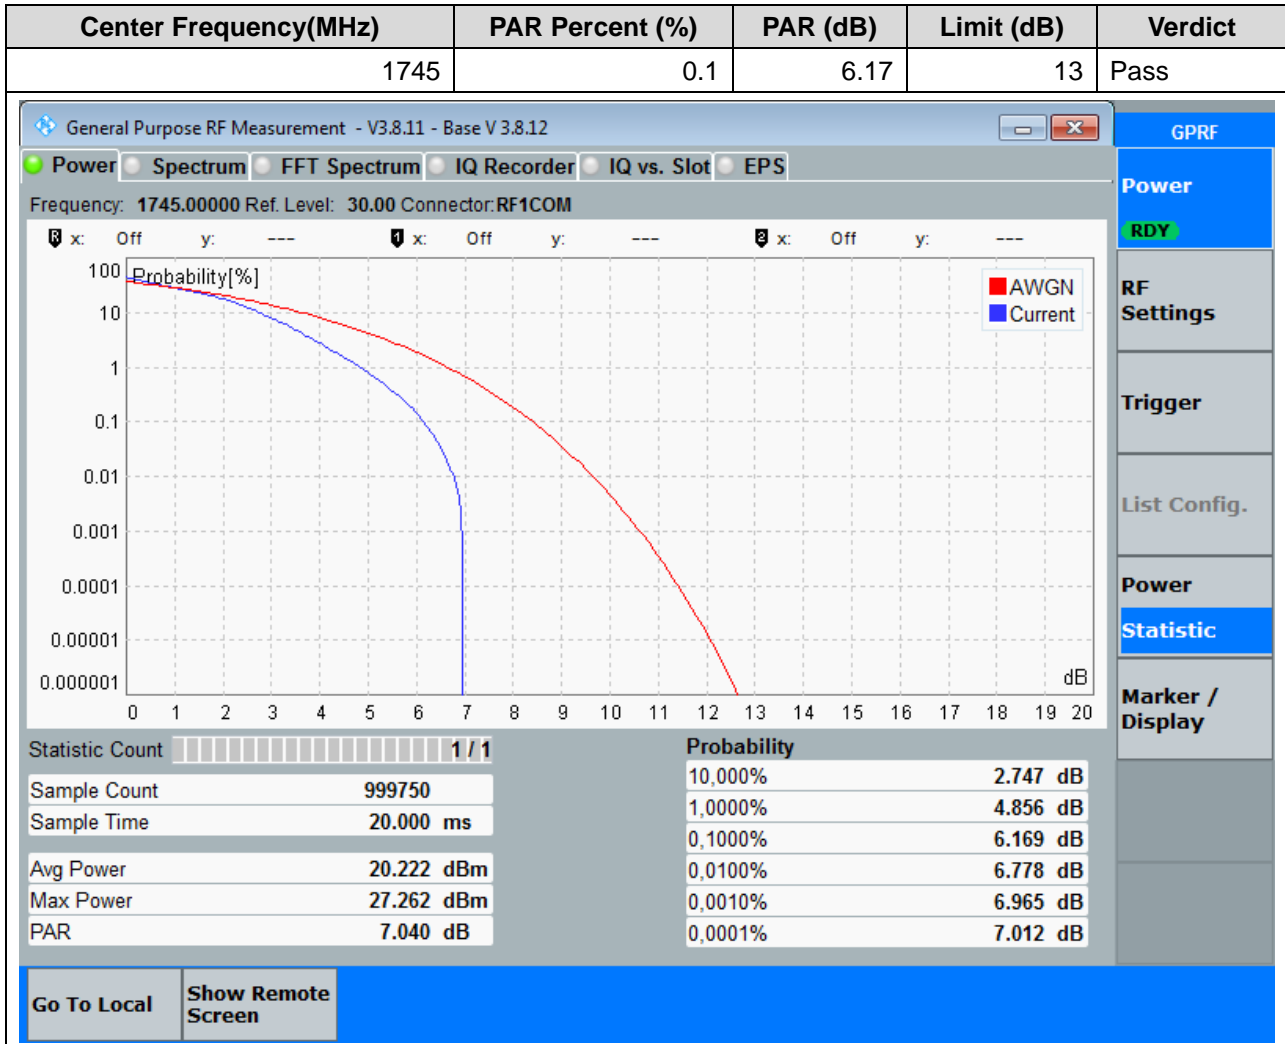 Center Frequency(MHz) PAR Percent (%) PAR (dB) Limit (dB) Verdict
1745 0.1 6.17 13 Pass
General Purpose RF Measurement - V3.8.11 - Base V 3.8.12
GPRF
Power Spectrum FFT Spectrum IQ Recorder IQ vs. Slot EPS
Power
RDY
Frequency: 1745.00000 Ref. Level: 30.00 Connector: RF1COM
R x: Off y: --- 1 x: Off y: --- 2 x: Off y: ---
100 Probability[%]
AWGN
Current
10
1
0.1
0.01
0.001
0.0001
0.00001
0.000001
dB
0 1 2 3 4 5 6 7 8 9 10 11 12 13 14 15 16 17 18 19 20
RF
Settings
Trigger
List Config.
Power
Statistic
Marker /
Display
Statistic Count 1 / 1
Sample Count 999750
Sample Time 20.000 ms
Avg Power 20.222 dBm
Max Power 27.262 dBm
PAR 7.040 dB
Probability
10,000% 2.747 dB
1,0000% 4.856 dB
0,1000% 6.169 dB
0,0100% 6.778 dB
0,0010% 6.965 dB
0,0001% 7.012 dB
Go To Local
Show Remote
Screen